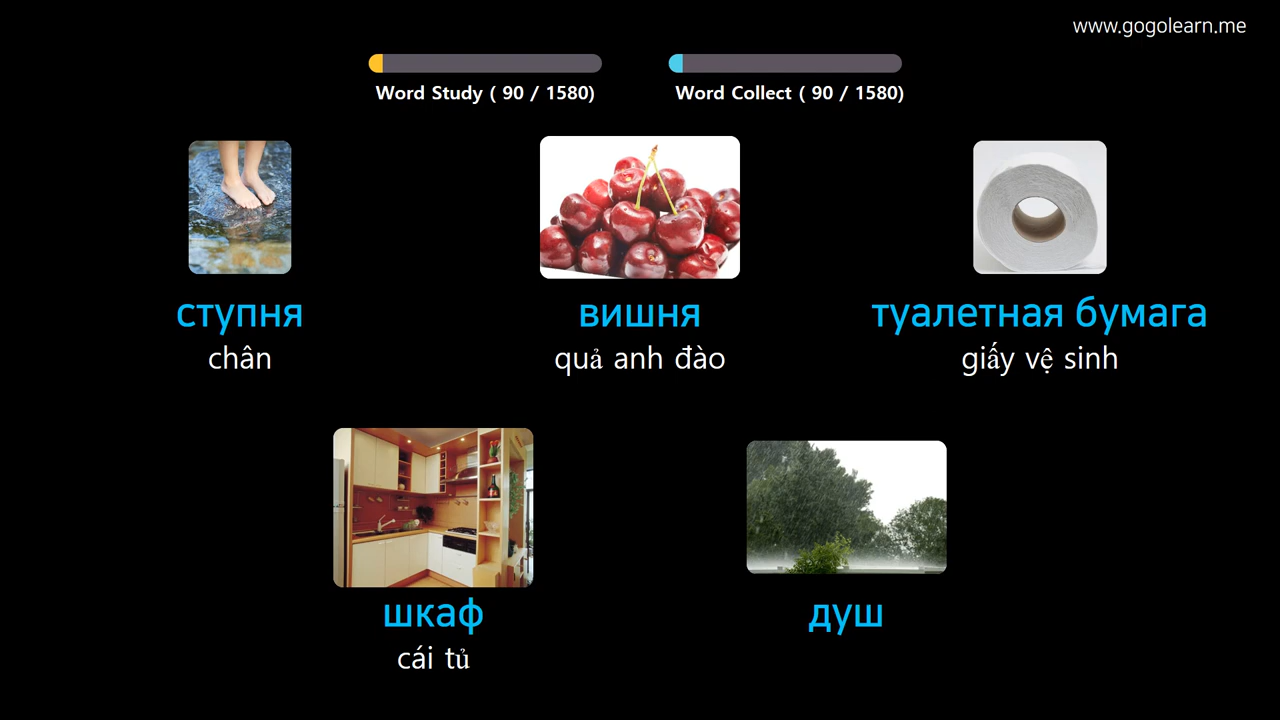 www.gogolearn.me
Word Study ( 90 / 1580)
Word Collect ( 90 / 1580)
ступня
вишня
туалетная бумага
chân
quả anh đào
giấy vệ sinh
шкаф
душ
cái tủ